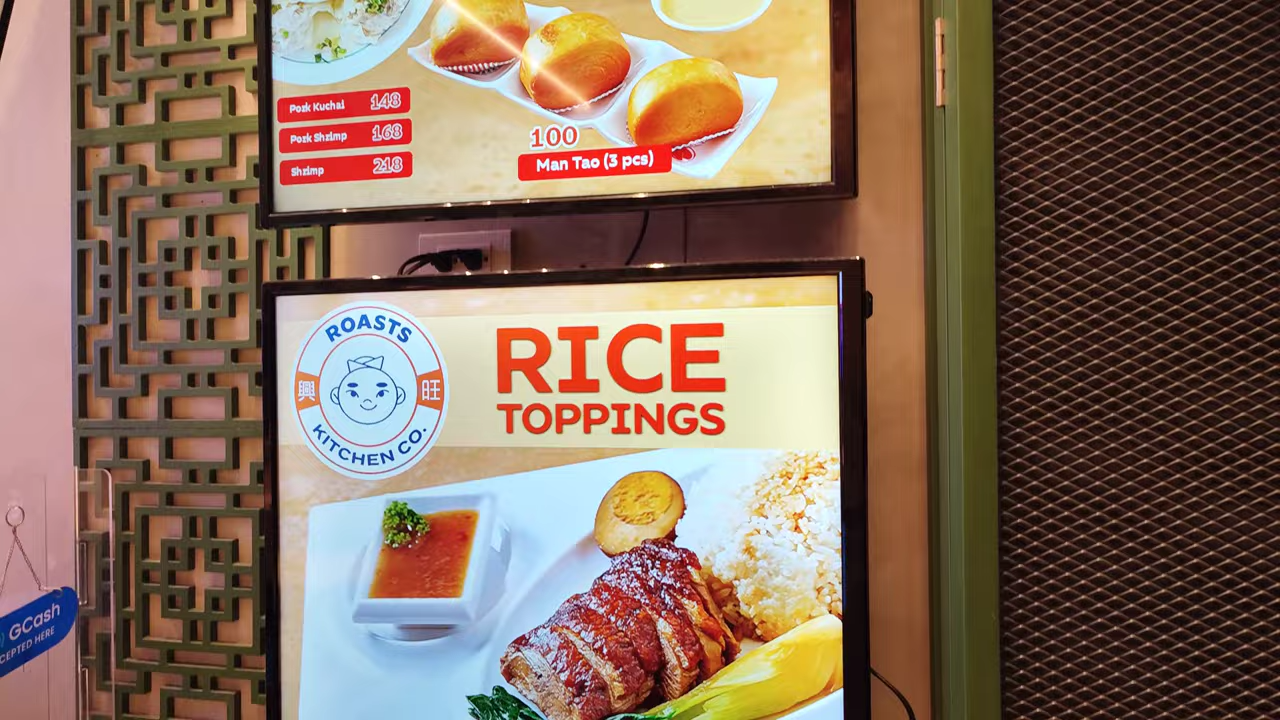 Pork Kuchai 148
Pork Shrimp 168
Shrimp 218
100
Man Tao (3 pcs)
ROASTS
興 旺
KITCHEN CO.
RICE
TOPPINGS
GCash
CEPTED HERE